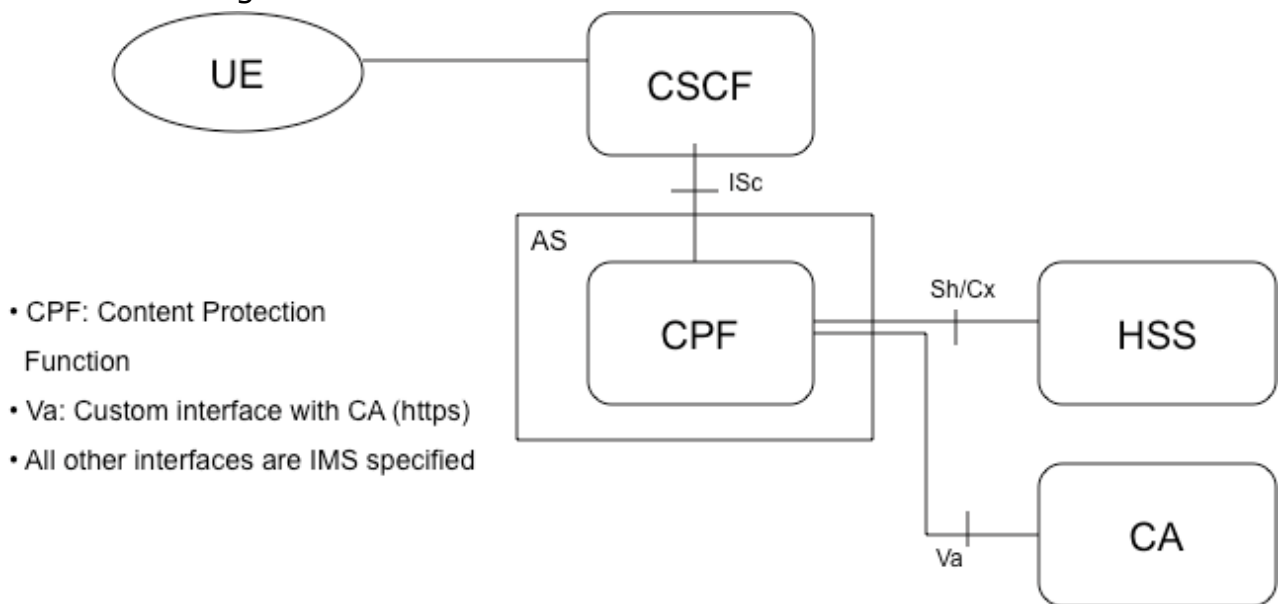 UE
CSCF
ISc
AS
CPF
Sh/Cx
HSS
• CPF: Content Protection
Function
• Va: Custom interface with CA (https)
• All other interfaces are IMS specified
Va
CA